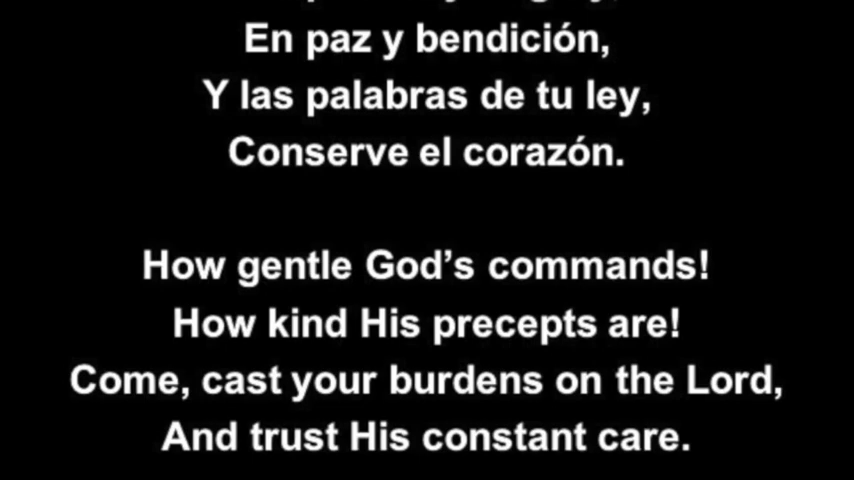 En paz y bendición,
Y las palabras de tu ley,
Conserve el corazón.
How gentle God’s commands!
How kind His precepts are!
Come, cast your burdens on the Lord,
And trust His constant care.